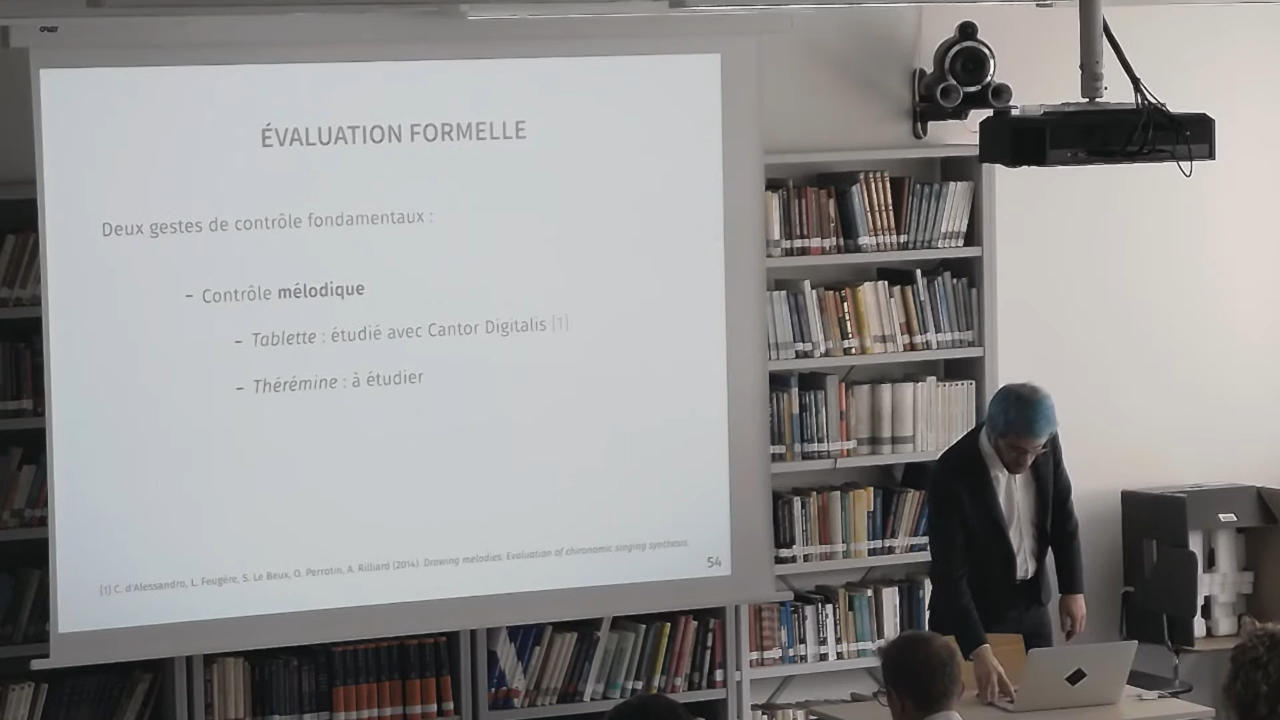 ÉVALUATION FORMELLE
Deux gestes de contrôle fondamentaux :
– Contrôle mélodique
– Tablette : étudié avec Cantor Digitalis [1]
– Thérémine : à étudier
[1] C. d'Alessandro, L. Feugère, S. Le Beux, O. Perrotin, A. Rilliard (2014). Drawing melodies. Evaluation of chironomic singing synthesis.
54